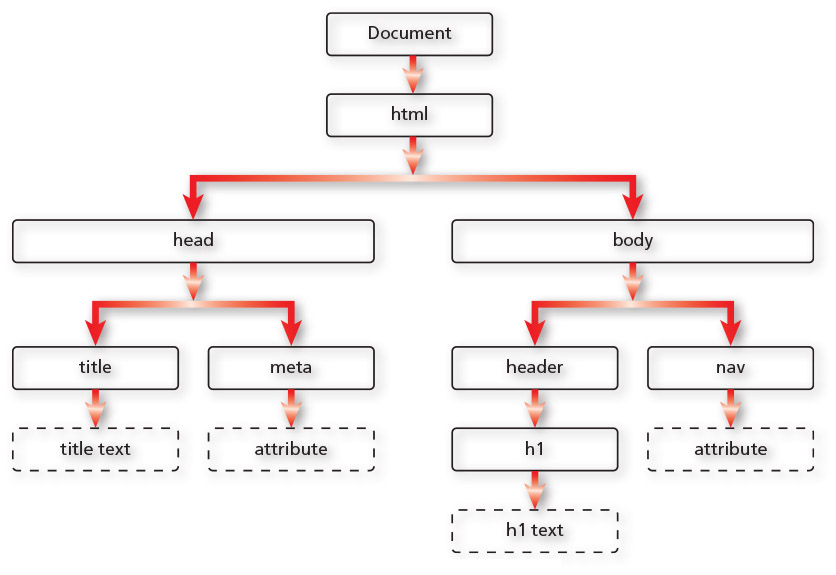 Document
html
head
body
title
meta
header
nav
title text
attribute
h1
attribute
h1 text